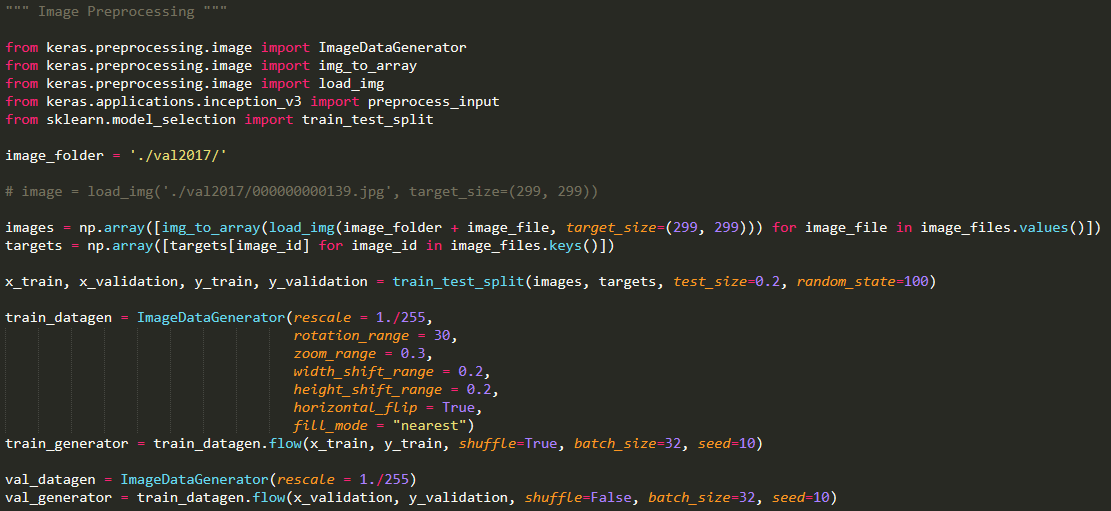 """ Image Preprocessing """
from keras.preprocessing.image import ImageDataGenerator
from keras.preprocessing.image import img_to_array
from keras.preprocessing.image import load_img
from keras.applications.inception_v3 import preprocess_input
from sklearn.model_selection import train_test_split
image_folder = './val2017/'
# image = load_img('./val2017/000000000139.jpg', target_size=(299, 299))
images = np.array([img_to_array(load_img(image_folder + image_file, target_size=(299, 299))) for image_file in image_files.values()])
targets = np.array([targets[image_id] for image_id in image_files.keys()])
x_train, x_validation, y_train, y_validation = train_test_split(images, targets, test_size=0.2, random_state=100)
train_datagen = ImageDataGenerator(rescale = 1./255,
rotation_range = 30,
zoom_range = 0.3,
width_shift_range = 0.2,
height_shift_range = 0.2,
horizontal_flip = True,
fill_mode = "nearest")
train_generator = train_datagen.flow(x_train, y_train, shuffle=True, batch_size=32, seed=10)
val_datagen = ImageDataGenerator(rescale = 1./255)
val_generator = train_datagen.flow(x_validation, y_validation, shuffle=False, batch_size=32, seed=10)